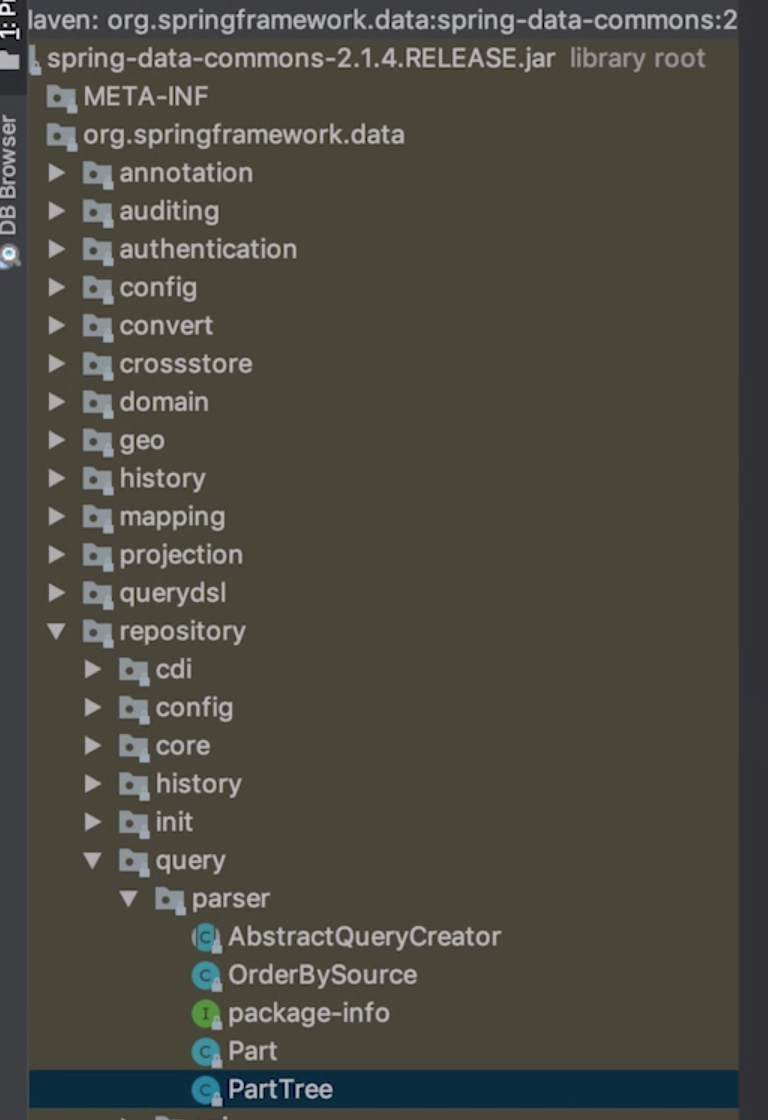 laven: org.springframework.data:spring-data-commons:2
spring-data-commons-2.1.4.RELEASE.jar library root
META-INF
org.springframework.data
annotation
auditing
authentication
config
convert
crossstore
domain
geo
history
mapping
projection
querydsl
repository
cdi
config
core
history
init
query
parser
AbstractQueryCreator
OrderBySource
package-info
Part
PartTree
1: P
DB Browser